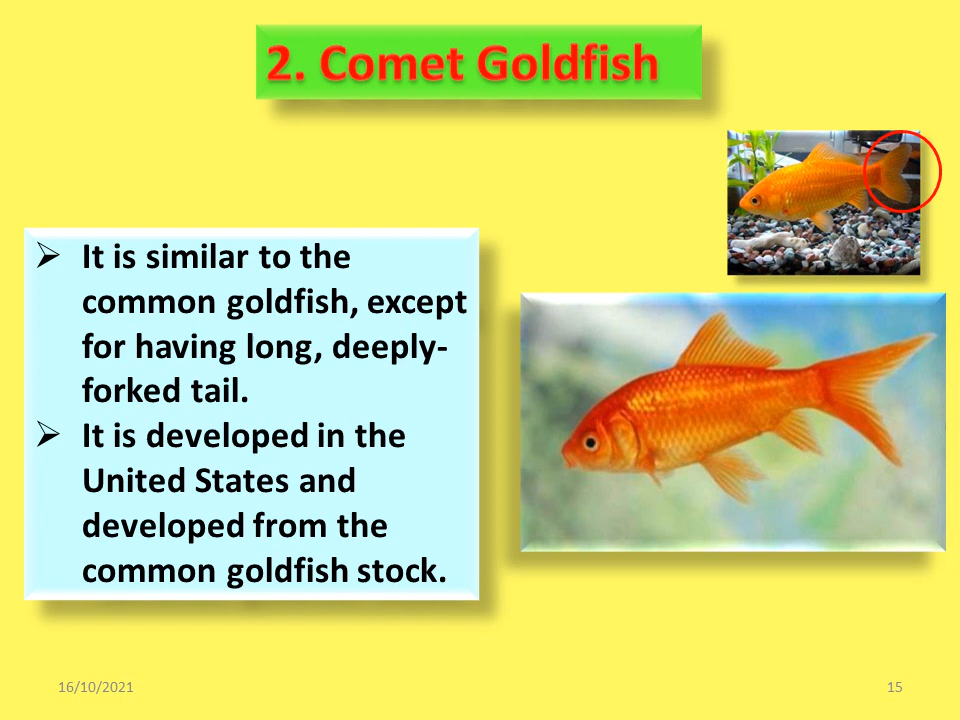 2. Comet Goldfish
➢ It is similar to the
common goldfish, except
for having long, deeply-
forked tail.
➢ It is developed in the
United States and
developed from the
common goldfish stock.
16/10/2021
15